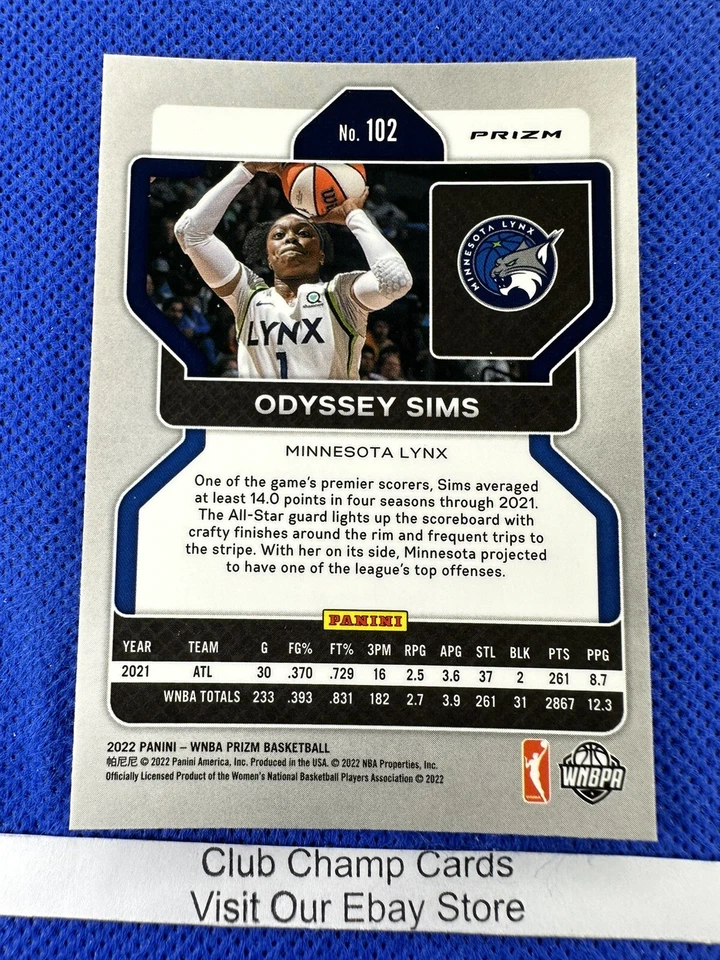 No. 102
PRIZM
MINNESOTA LYNX
LYNX
1
ODYSSEY SIMS
MINNESOTA LYNX
One of the game's premier scorers, Sims averaged
at least 14.0 points in four seasons through 2021.
The All-Star guard lights up the scoreboard with
crafty finishes around the rim and frequent trips to
the stripe. With her on its side, Minnesota projected
to have one of the league's top offenses.
PANINI
YEAR TEAM G FG% FT% 3PM RPG APG STL BLK PTS PPG
2021 ATL 30 .370 .729 16 2.5 3.6 37 2 261 8.7
WNBA TOTALS 233 .393 .831 182 2.7 3.9 261 31 2867 12.3
2022 PANINI – WNBA PRIZM BASKETBALL
帕尼尼 © 2022 Panini America, Inc. Produced in the USA. © 2022 NBA Properties, Inc.
Officially Licensed Product of the Women's National Basketball Players Association © 2022
WNBA
WNBPA
Club Champ Cards
Visit Our Ebay Store